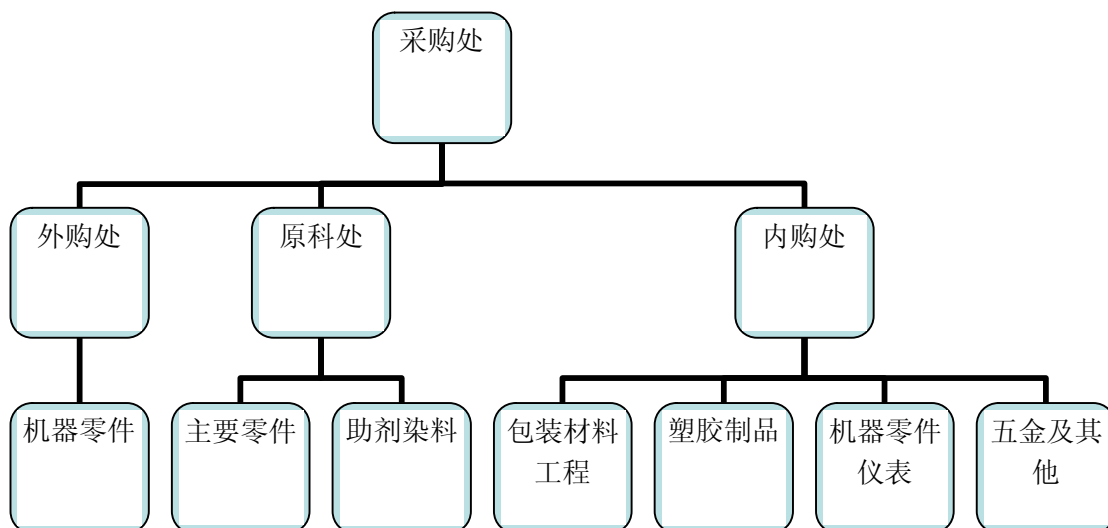 采购处
外购处
原科处
内购处
机器零件
主要零件
助剂染料
包装材料
工程
塑胶制品
机器零件
仪表
五金及其
他